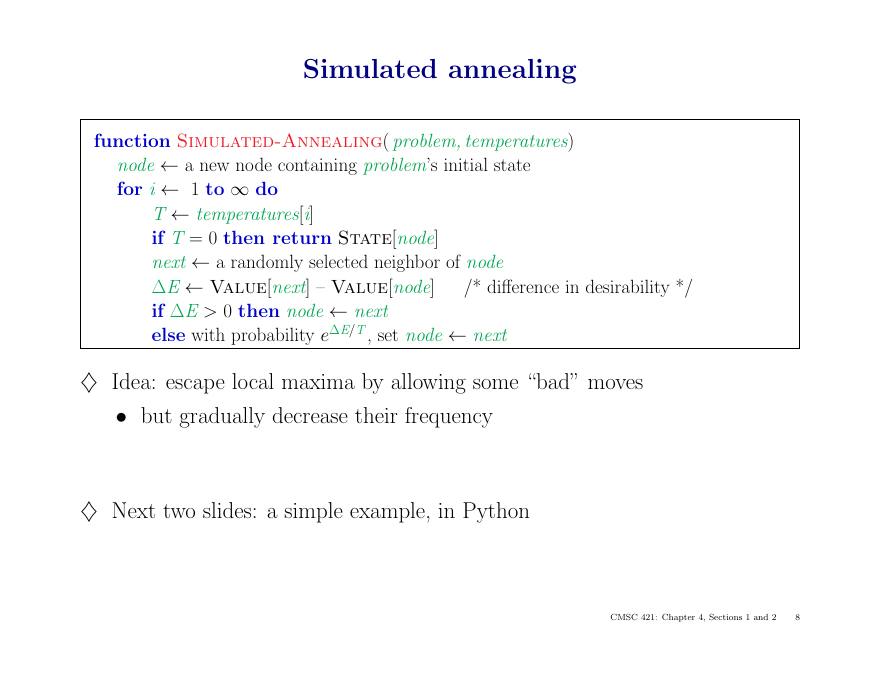 Simulated annealing
function SIMULATED-ANNEALING( problem, temperatures)
node ← a new node containing problem's initial state
for i ← 1 to ∞ do
T ← temperatures[i]
if T = 0 then return STATE[node]
next ← a randomly selected neighbor of node
ΔE ← VALUE[next] – VALUE[node] /* difference in desirability */
if ΔE > 0 then node ← next
else with probability e^ΔE/T, set node ← next
♢ Idea: escape local maxima by allowing some “bad” moves
• but gradually decrease their frequency
♢ Next two slides: a simple example, in Python
CMSC 421: Chapter 4, Sections 1 and 2 8